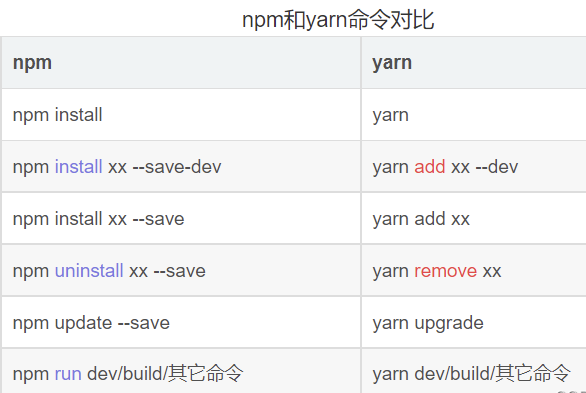 npm和yarn命令对比
npm yarn
npm install yarn
npm install xx --save-dev yarn add xx --dev
npm install xx --save yarn add xx
npm uninstall xx --save yarn remove xx
npm update --save yarn upgrade
npm run dev/build/其它命令 yarn dev/build/其它命令